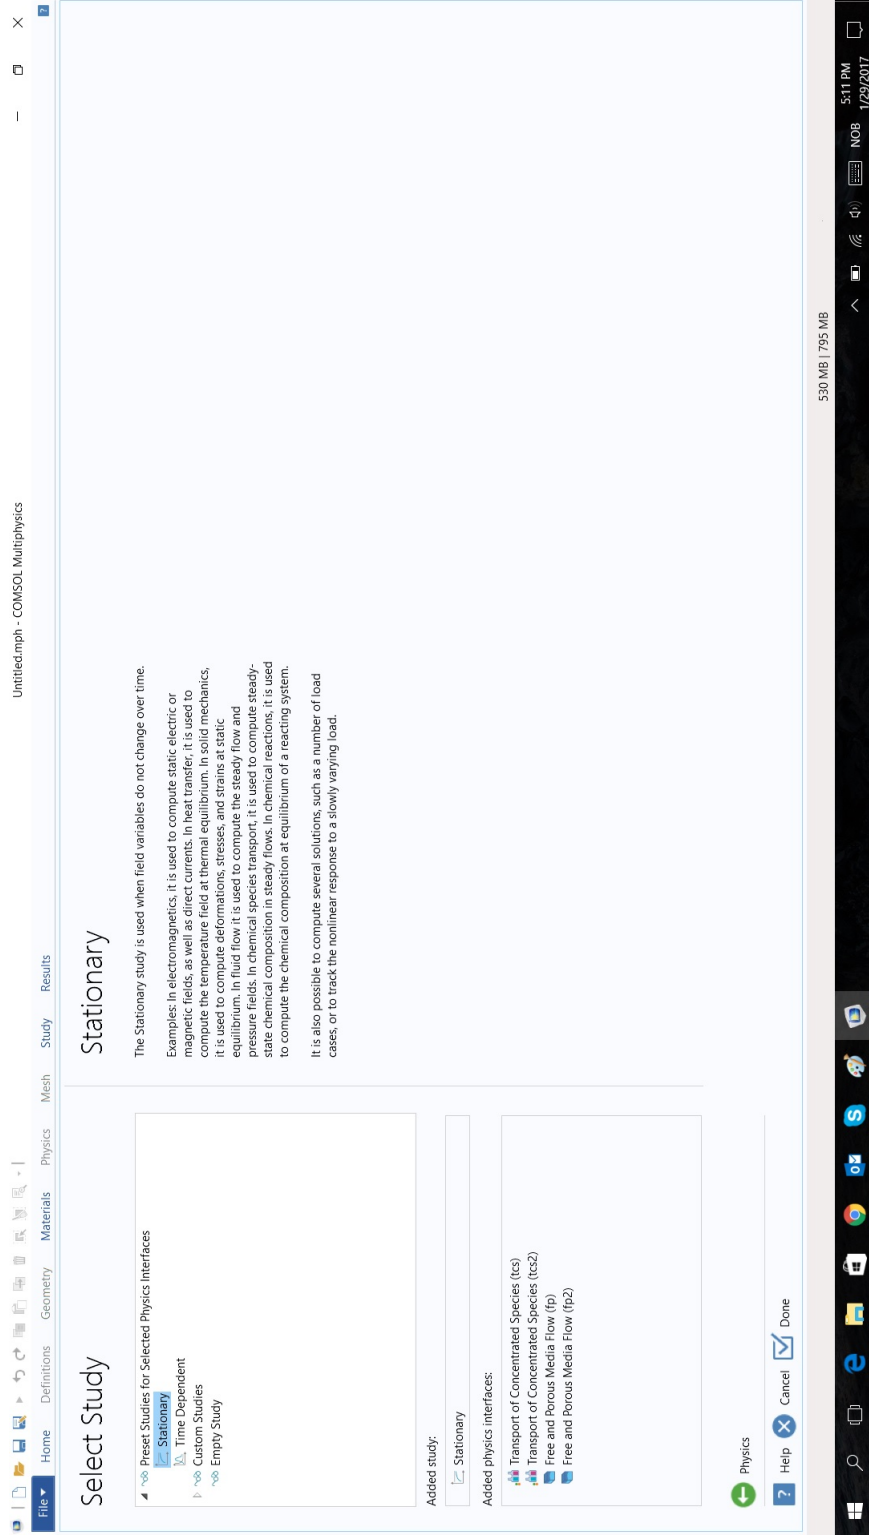 Untitled.mph - COMSOL Multiphysics
File
Home
Definitions
Geometry
Materials
Physics
Mesh
Study
Results
?
Select Study
Preset Studies for Selected Physics Interfaces
Stationary
Time Dependent
Custom Studies
Empty Study
Added study:
Stationary
Added physics interfaces:
Transport of Concentrated Species (tcs)
Transport of Concentrated Species (tcs2)
Free and Porous Media Flow (fp)
Free and Porous Media Flow (fp2)
Physics
? Help
Cancel
Done
Stationary
The Stationary study is used when field variables do not change over time.
Examples: In electromagnetics, it is used to compute static electric or
magnetic fields, as well as direct currents. In heat transfer, it is used to
compute the temperature field at thermal equilibrium. In solid mechanics,
it is used to compute deformations, stresses, and strains at static
equilibrium. In fluid flow it is used to compute the steady flow and
pressure fields. In chemical species transport, it is used to compute steady-
state chemical composition in steady flows. In chemical reactions, it is used
to compute the chemical composition at equilibrium of a reacting system.
It is also possible to compute several solutions, such as a number of load
cases, or to track the nonlinear response to a slowly varying load.
530 MB | 795 MB
NOB
5:11 PM
1/29/2017